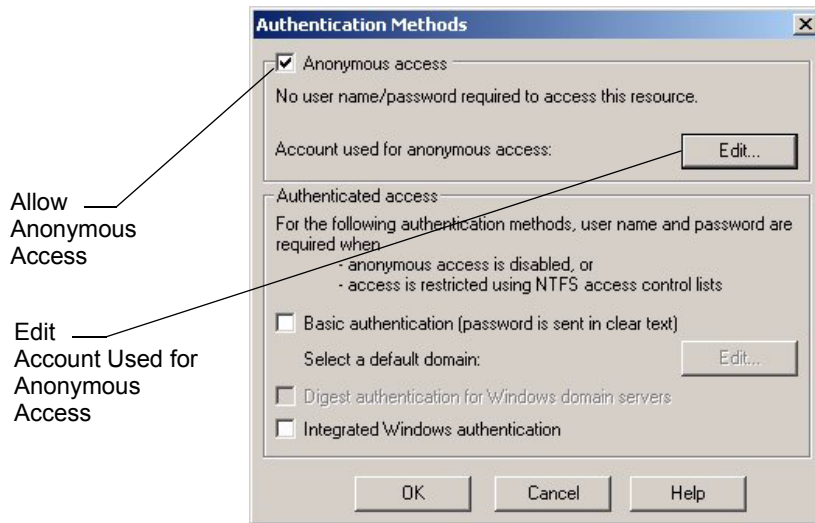 Authentication Methods
Anonymous access
No user name/password required to access this resource.
Account used for anonymous access:
Edit...
Allow
Anonymous
Access
Authenticated access
For the following authentication methods, user name and password are
required when
- anonymous access is disabled, or
- access is restricted using NTFS access control lists
Edit
Account Used for
Anonymous
Access
Basic authentication (password is sent in clear text)
Select a default domain:
Edit...
Digest authentication for Windows domain servers
Integrated Windows authentication
OK
Cancel
Help